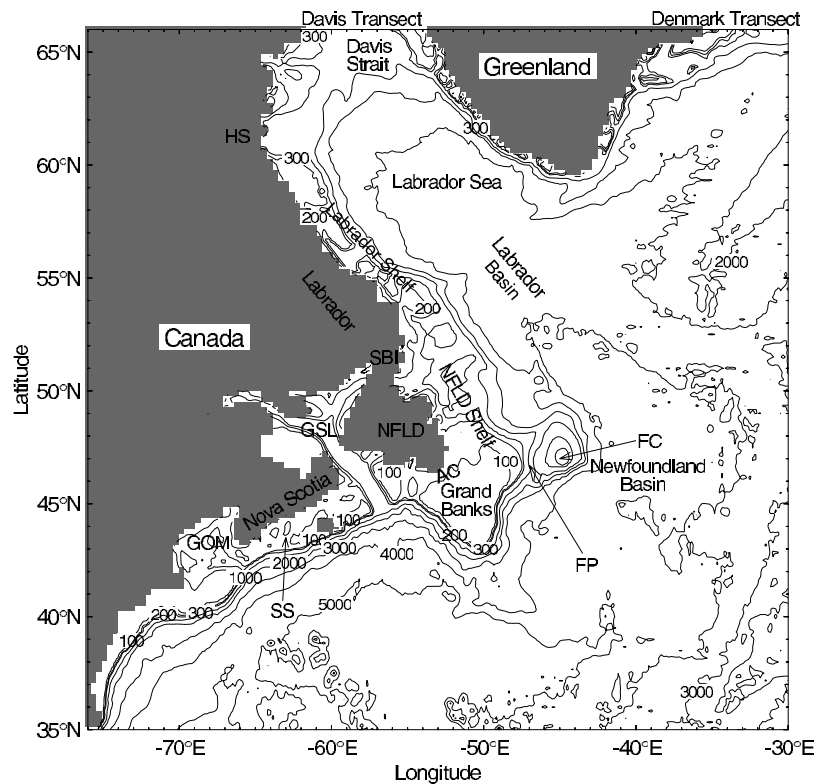 Davis Transect
Denmark Transect
65°N
60°N
55°N
50°N
45°N
40°N
35°N
Latitude
300
Davis
Strait
Greenland
HS
300
300
Labrador Sea
200
Labrador Shelf
Labrador
Basin
2000
Labrador
200
Canada
SBI
NFLD Shelf
GSL
NFLD
FC
100
AC
100
Newfoundland
Basin
Grand
Banks
Nova Scotia
100
GOM
100
3000
200
300
2000
4000
1000
FP
5000
SS
200
300
100
3000
-70°E
-60°E
-50°E
-40°E
-30°E
Longitude